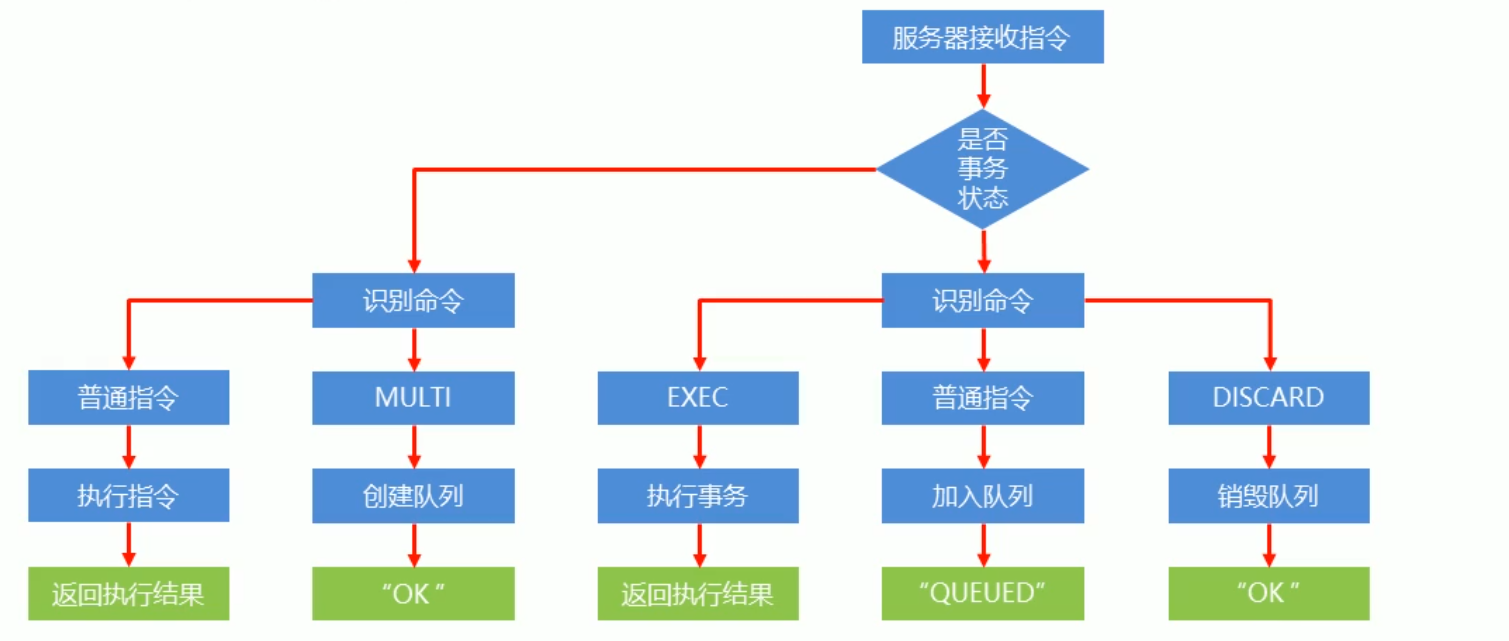 服务器接收指令
是否
事务
状态
识别命令
识别命令
普通指令
MULTI
EXEC
普通指令
DISCARD
执行指令
创建队列
执行事务
加入队列
销毁队列
返回执行结果
“OK ”
返回执行结果
“QUEUED”
“OK ”